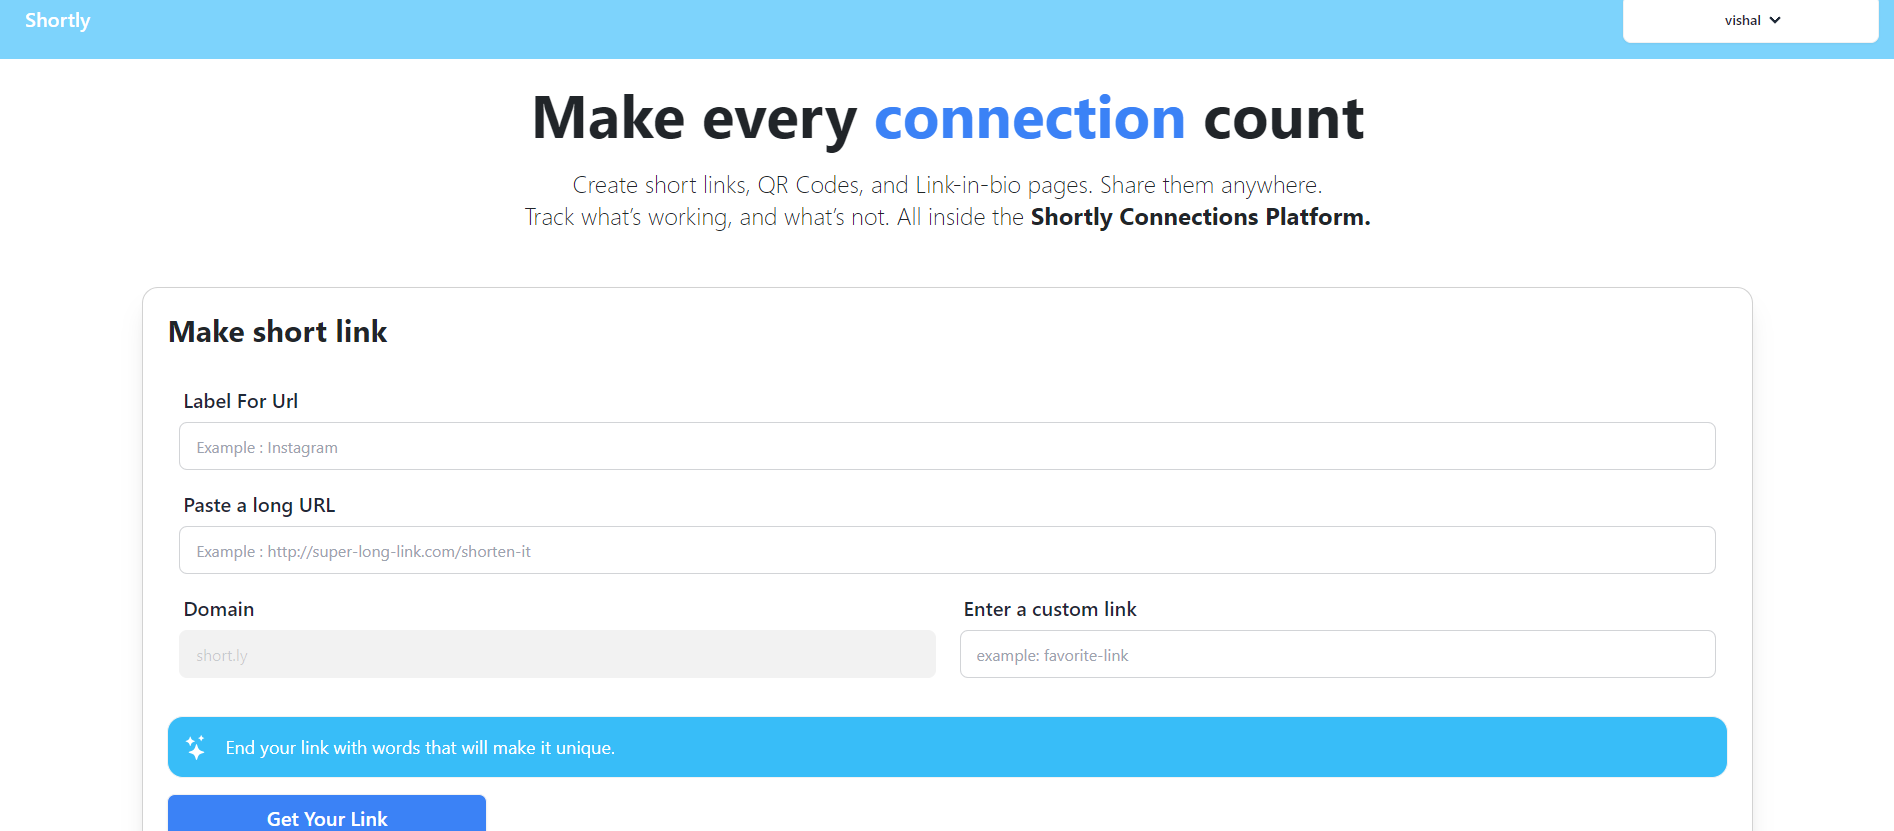 Shortly
vishal
Make every connection count
Create short links, QR Codes, and Link-in-bio pages. Share them anywhere.
Track what’s working, and what’s not. All inside the Shortly Connections Platform.
Make short link
Label For Url
Example : Instagram
Paste a long URL
Example : http://super-long-link.com/shorten-it
Domain
Enter a custom link
short.ly
example: favorite-link
End your link with words that will make it unique.
Get Your Link